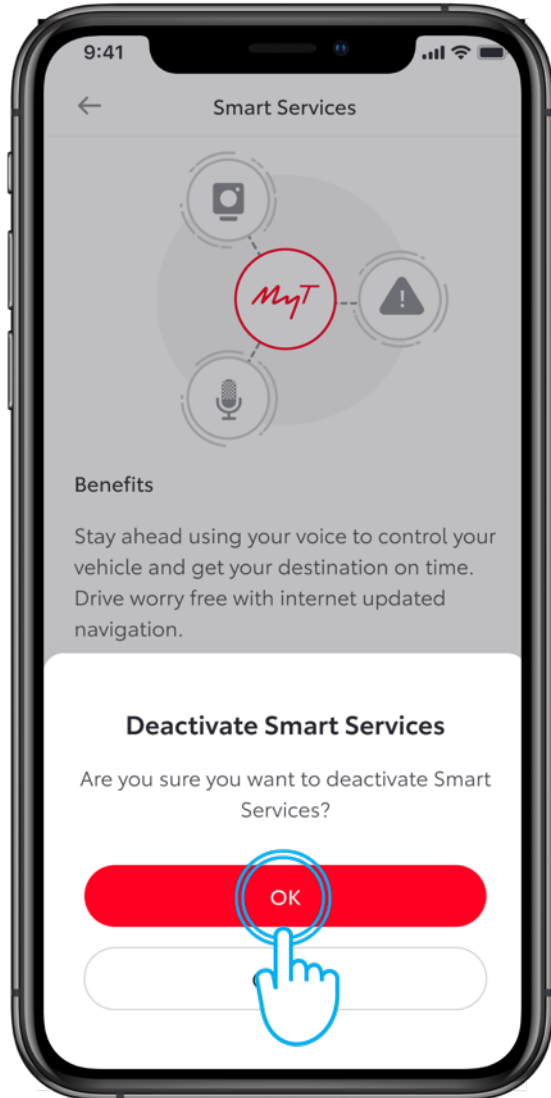 9:41
Smart Services
MyT
Benefits
Stay ahead using your voice to control your
vehicle and get your destination on time.
Drive worry free with internet updated
navigation.
Deactivate Smart Services
Are you sure you want to deactivate Smart
Services?
OK